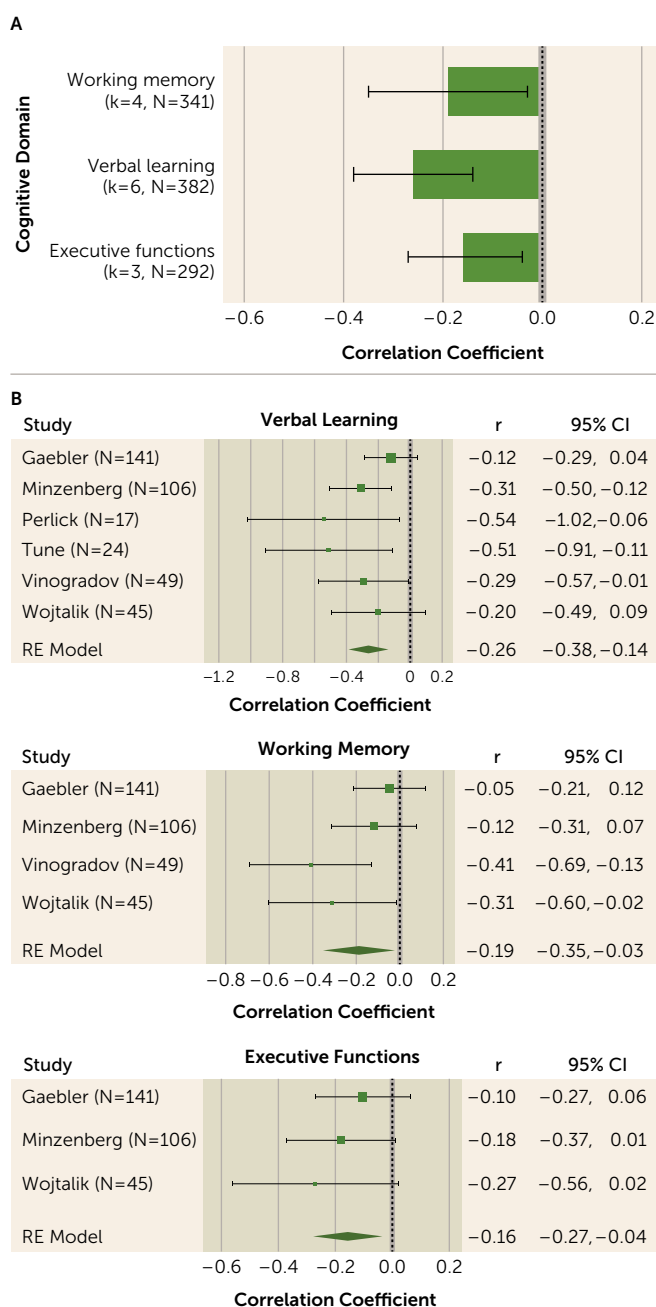 A
Cognitive Domain
Working memory
(k=4, N=341)
Verbal learning
(k=6, N=382)
Executive functions
(k=3, N=292)
−0.6 −0.4 −0.2 0.0 0.2
Correlation Coefficient
B
Study Verbal Learning r 95% CI
Gaebler (N=141) −0.12 −0.29, 0.04
Minzenberg (N=106) −0.31 −0.50, −0.12
Perlick (N=17) −0.54 −1.02,−0.06
Tune (N=24) −0.51 −0.91, −0.11
Vinogradov (N=49) −0.29 −0.57,−0.01
Wojtalik (N=45) −0.20 −0.49, 0.09
RE Model −0.26 −0.38,−0.14
−1.2 −0.8 −0.4 0 0.2
Correlation Coefficient
Study Working Memory r 95% CI
Gaebler (N=141) −0.05 −0.21, 0.12
Minzenberg (N=106) −0.12 −0.31, 0.07
Vinogradov (N=49) −0.41 −0.69, −0.13
Wojtalik (N=45) −0.31 −0.60, −0.02
RE Model −0.19 −0.35,−0.03
−0.8 −0.6 −0.4 −0.2 0.0 0.2
Correlation Coefficient
Study Executive Functions r 95% CI
Gaebler (N=141) −0.10 −0.27, 0.06
Minzenberg (N=106) −0.18 −0.37, 0.01
Wojtalik (N=45) −0.27 −0.56, 0.02
RE Model −0.16 −0.27,−0.04
−0.6 −0.4 −0.2 0.0 0.2
Correlation Coefficient